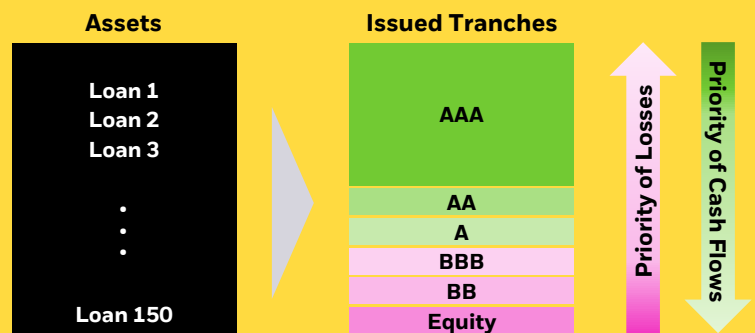 Assets
Issued Tranches
Loan 1
Loan 2
Loan 3
Loan 150
AAA
AA
A
BBB
BB
Equity
Priority of Losses
Priority of Cash Flows